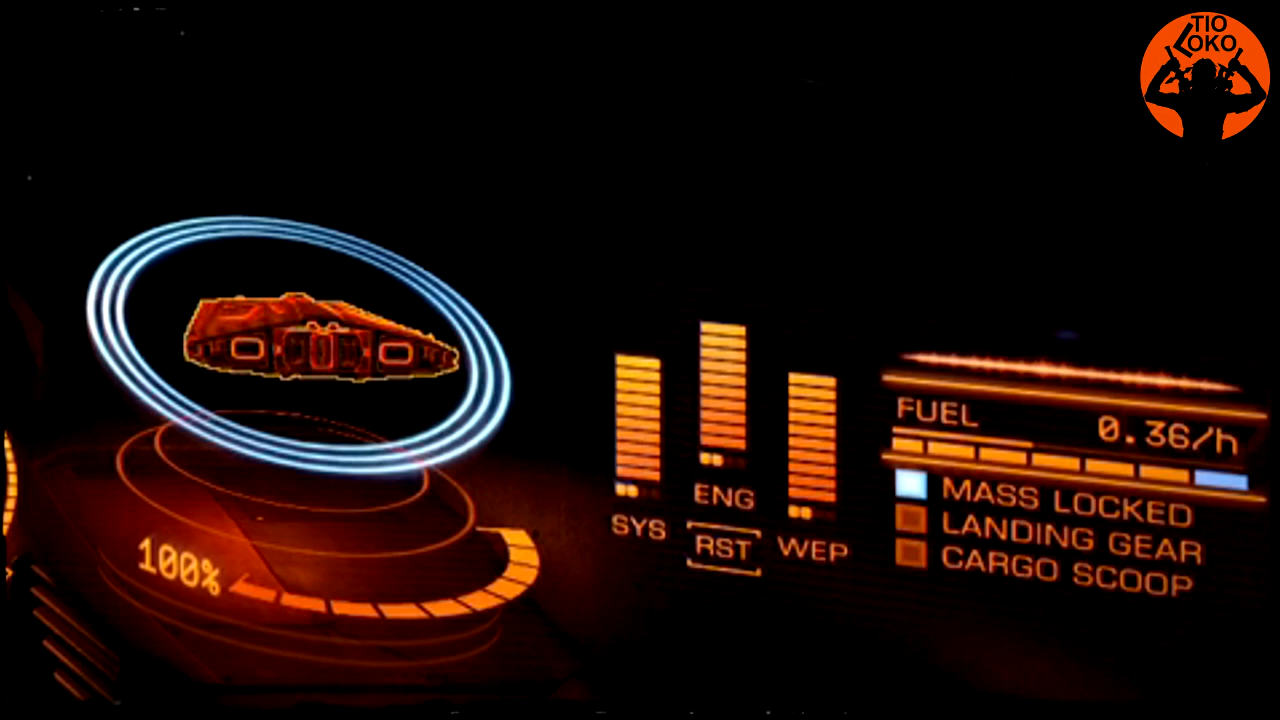 TIO
LOKO
FUEL 0.36/h
MASS LOCKED
LANDING GEAR
CARGO SCOOP
ENG
SYS RST WEP
100%